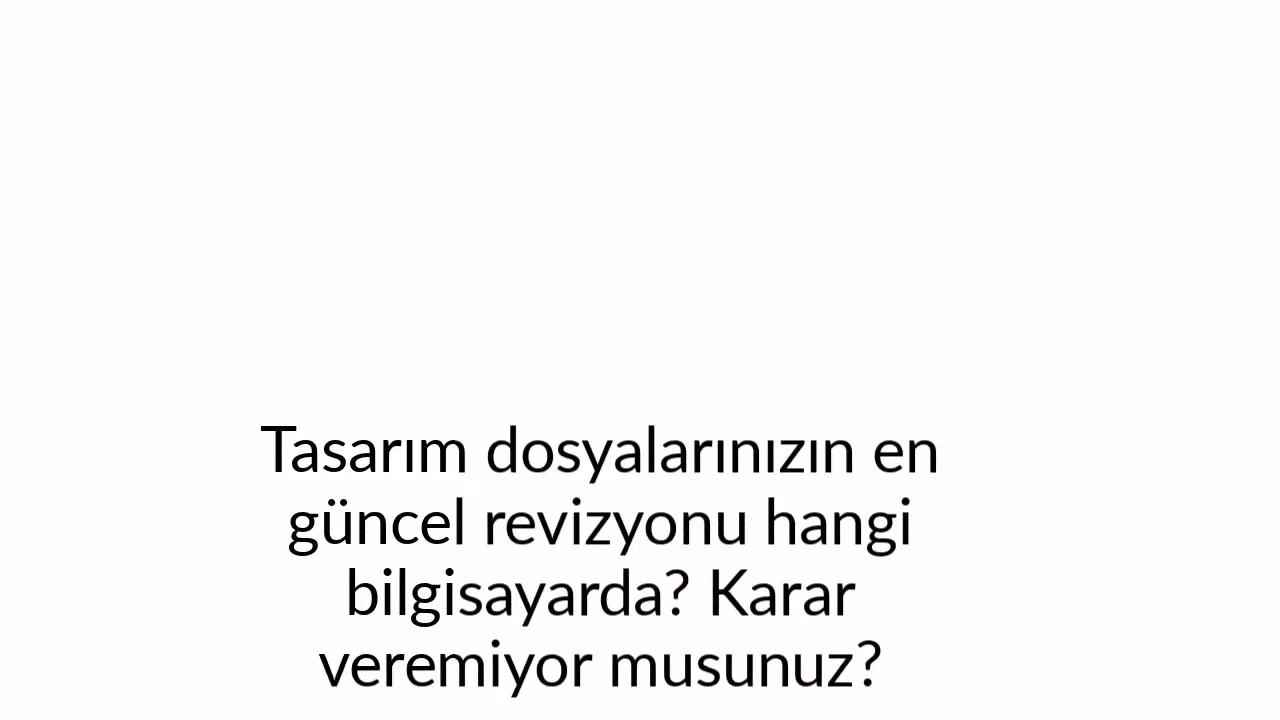 Tasarım dosyalarınızın en
güncel revizyonu hangi
bilgisayarda? Karar
veremiyor musunuz?